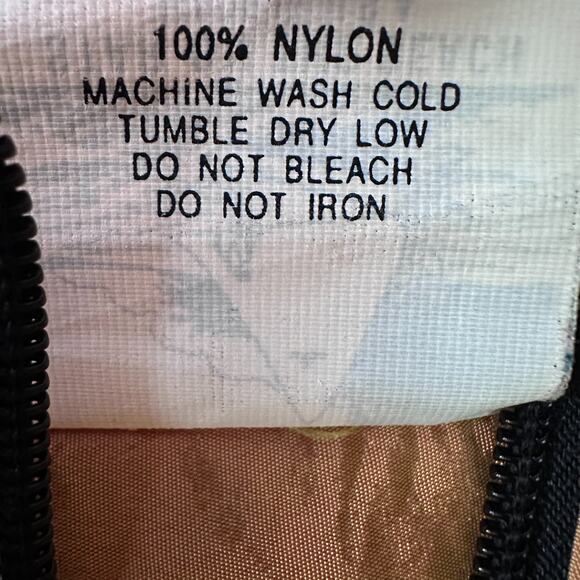 100% NYLON
MACHINE WASH COLD
TUMBLE DRY LOW
DO NOT BLEACH
DO NOT IRON